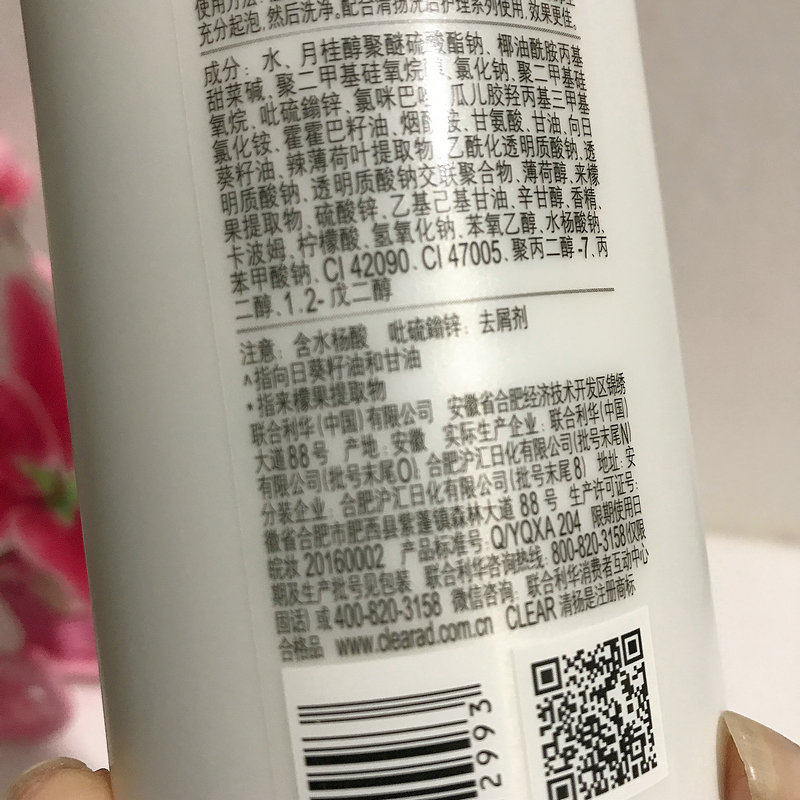 使用方法:
充分起泡,然后洗净。配合清扬洗后护理系列使用,效果更佳。
成分: 水、月桂醇聚醚硫酸酯钠、椰油酰胺丙基
甜菜碱、聚二甲基硅氧烷醇、氯化钠、聚二甲基硅
氧烷、吡硫鎓锌、氯咪巴唑、瓜儿胶羟丙基三甲基
氯化铵、霍霍巴籽油、烟酰胺、甘氨酸、甘油、向日
葵籽油、辣薄荷叶提取物、乙酰化透明质酸钠、透
明质酸钠、透明质酸钠交联聚合物、薄荷醇、来檬
果提取物、硫酸锌、乙基己基甘油、辛甘醇、香精、
卡波姆、柠檬酸、氢氧化钠、苯氧乙醇、水杨酸钠、
苯甲酸钠、CI 42090、CI 47005、聚丙二醇-7、丙
二醇、1,2-戊二醇
注意: 含水杨酸 吡硫鎓锌: 去屑剂
^指向日葵籽油和甘油
*指来檬果提取物
联合利华(中国)有限公司 安徽省合肥经济技术开发区锦绣
大道88号 产地: 安徽 实际生产企业: 联合利华(中国)
有限公司(批号末尾O) 合肥沪汇日化有限公司(批号末尾N)
分装企业: 合肥沪汇日化有限公司(批号末尾8) 地址: 安
徽省合肥市肥西县紫蓬镇森林大道 88 号 生产许可证号:
皖妆 20160002 产品标准号: Q/YQXA 204 限期使用日
期及生产批号见包装 联合利华咨询热线: 800-820-3158(仅限
固话) 或 400-820-3158 微信咨询: 联合利华消费者互动中心
合格品 www.clearad.com.cn CLEAR 清扬是注册商标
2993